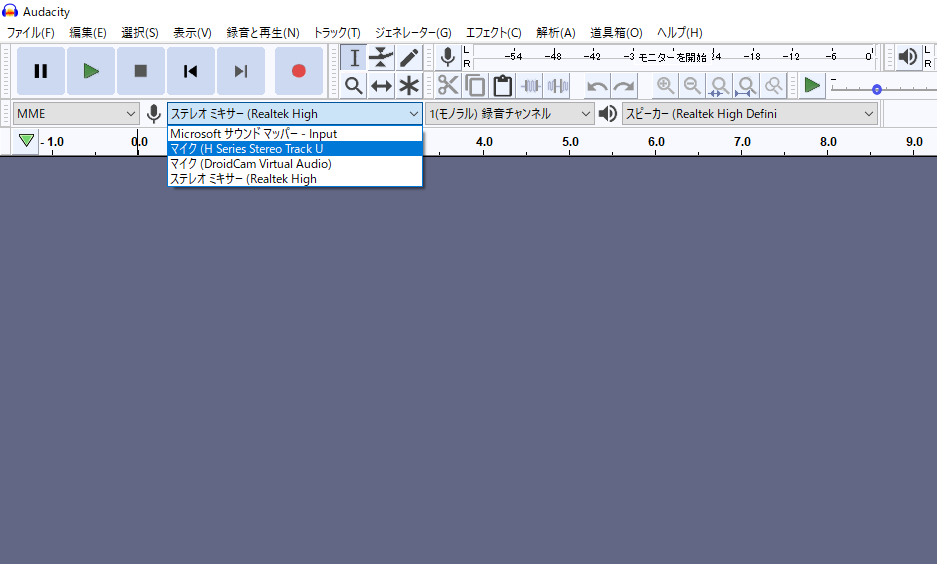 Audacity
ファイル(F) 編集(E) 選択(S) 表示(V) 録音と再生(N) トラック(T) ジェネレーター(G) エフェクト(C) 解析(A) 道具箱(O) ヘルプ(H)
L
R
-54 -48 -42 -3 モニターを開始 !4 -18 -12 -6 0
L
R
MME ステレオ ミキサー (Realtek High 1(モノラル) 録音チャンネル スピーカー (Realtek High Defini
Microsoft サウンド マッパー - Input
マイク (H Series Stereo Track U
マイク (DroidCam Virtual Audio)
ステレオ ミキサー (Realtek High
- 1.0 0.0 4.0 5.0 6.0 7.0 8.0 9.0